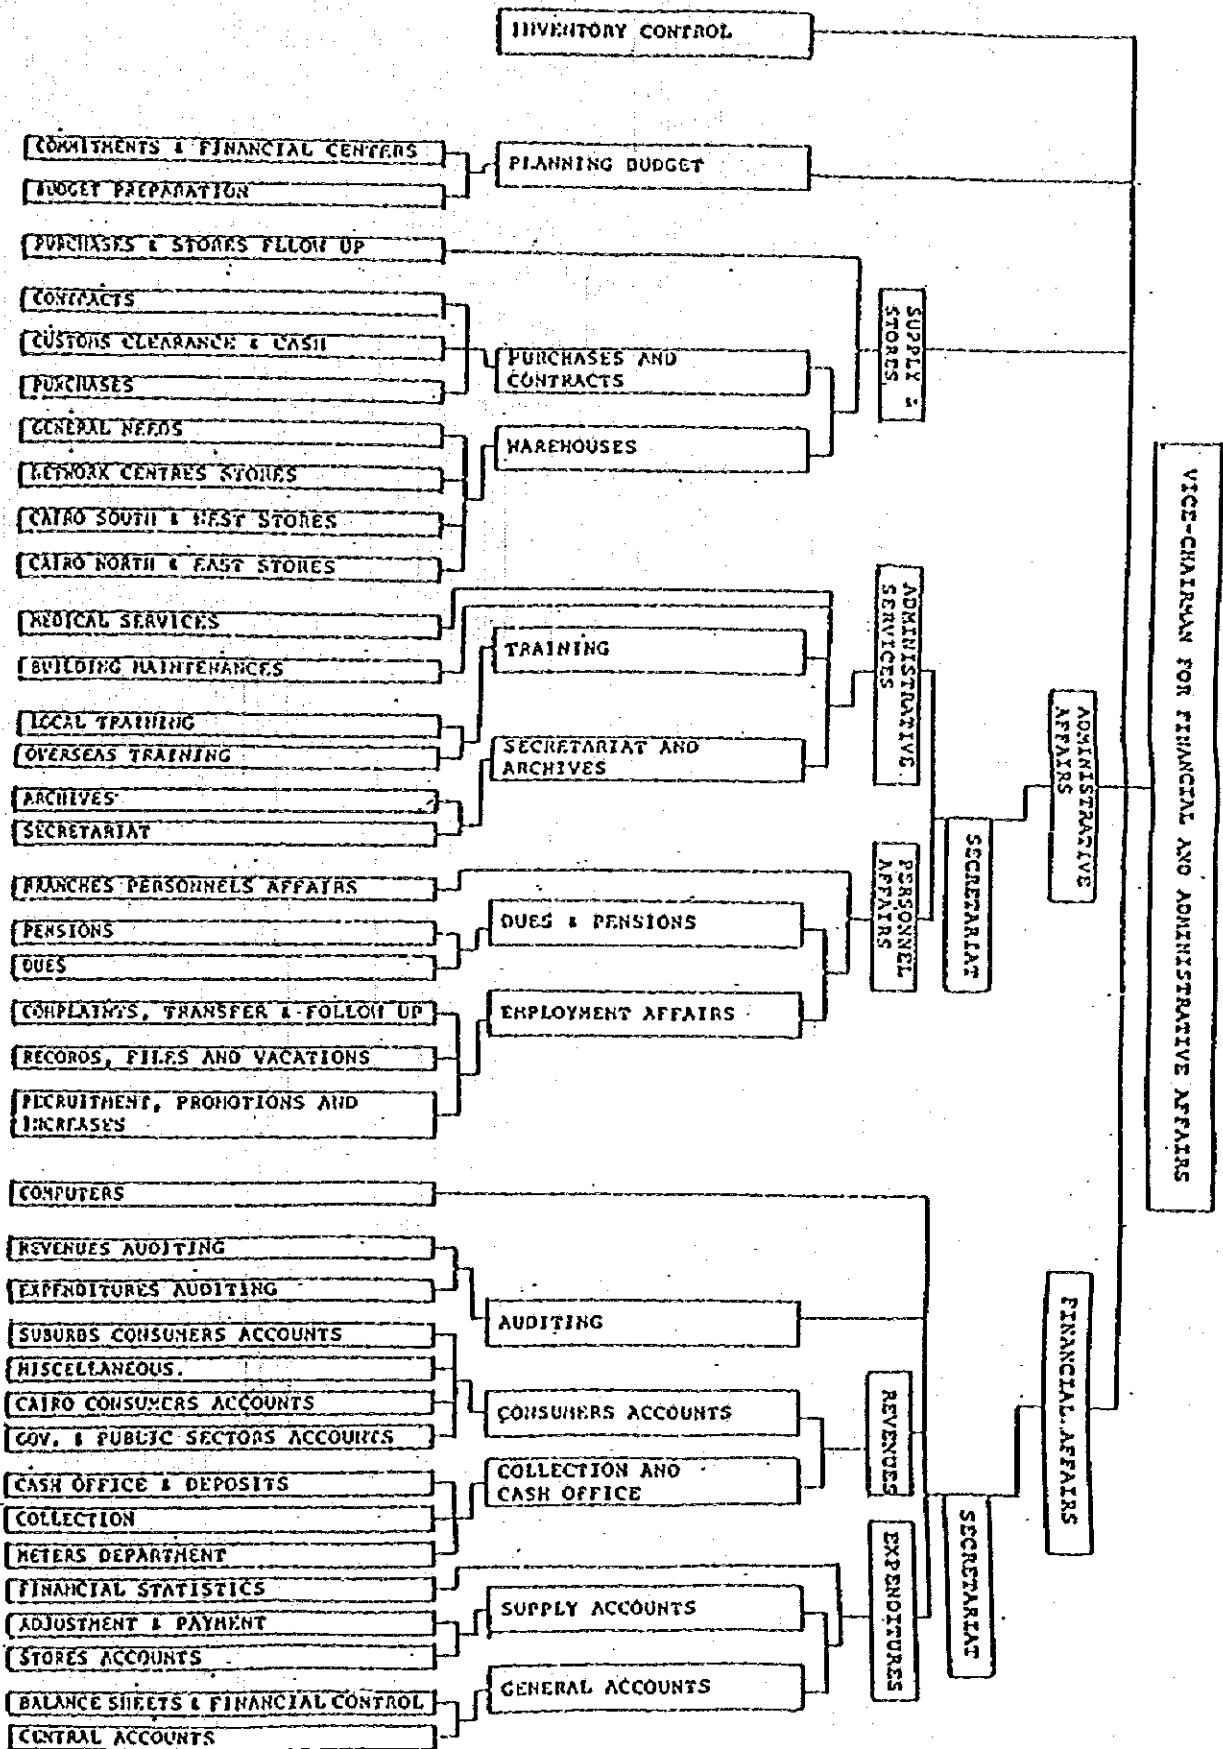 INVENTORY CONTROL
COMMITMENTS & FINANCIAL CENTERS
BUDGET PREPARATION
PLANNING BUDGET
PURCHASES & STORES FLLOW UP
CONTRACTS
CUSTOMS CLEARANCE & CASH
PURCHASES
PURCHASES AND
CONTRACTS
SUPPLY &
STORES
GENERAL NEEDS
NETWORK CENTRES STORES
CAIRO SOUTH & WEST STORES
CAIRO NORTH & EAST STORES
WAREHOUSES
VICE-CHAIRMAN FOR FINANCIAL AND ADMINISTRATIVE AFFAIRS
MEDICAL SERVICES
BUILDING MAINTENANCES
TRAINING
ADMINISTRATIVE
SERVICES
LOCAL TRAINING
OVERSEAS TRAINING
SECRETARIAT AND
ARCHIVES
ADMINISTRATIVE
AFFAIRS
ARCHIVES
SECRETARIAT
SECRETARIAT
BRANCHES PERSONNELS AFFAIRS
PENSIONS
DUES
DUES & PENSIONS
PERSONNEL
AFFAIRS
COMPLAINTS, TRANSFER & FOLLOW UP
RECORDS, FILES AND VACATIONS
RECRUITMENT, PROMOTIONS AND
INCREASES
EMPLOYMENT AFFAIRS
COMPUTERS
REVENUES AUDITING
EXPENDITURES AUDITING
AUDITING
FINANCIAL AFFAIRS
SUBURBS CONSUMERS ACCOUNTS
MISCELLANEOUS.
CAIRO CONSUMERS ACCOUNTS
GOV. & PUBLIC SECTORS ACCOUNTS
CONSUMERS ACCOUNTS
REVENUES
CASH OFFICE & DEPOSITS
COLLECTION
METERS DEPARTMENT
COLLECTION AND
CASH OFFICE
SECRETARIAT
FINANCIAL STATISTICS
ADJUSTMENT & PAYMENT
STORES ACCOUNTS
SUPPLY ACCOUNTS
EXPENDITURES
BALANCE SHEETS & FINANCIAL CONTROL
CENTRAL ACCOUNTS
GENERAL ACCOUNTS